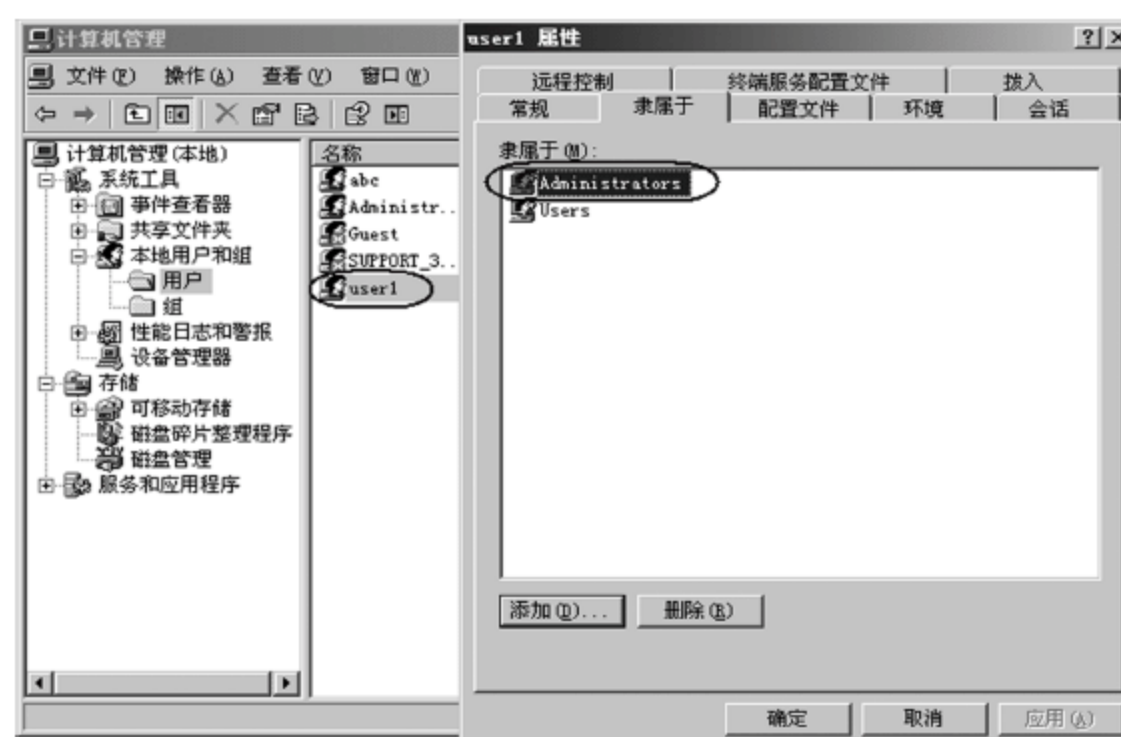 计算机管理
文件(F) 操作(A) 查看(V) 窗口(W)
计算机管理(本地)
系统工具
事件查看器
共享文件夹
本地用户和组
用户
组
性能日志和警报
设备管理器
存储
可移动存储
磁盘碎片整理程序
磁盘管理
服务和应用程序
名称
abc
Administr..
Guest
SUPPORT_3..
user1
user1 属性
远程控制 终端服务配置文件 拨入
常规 隶属于 配置文件 环境 会话
隶属于(M):
Administrators
Users
添加(D)... 删除(R)
确定 取消 应用(A)